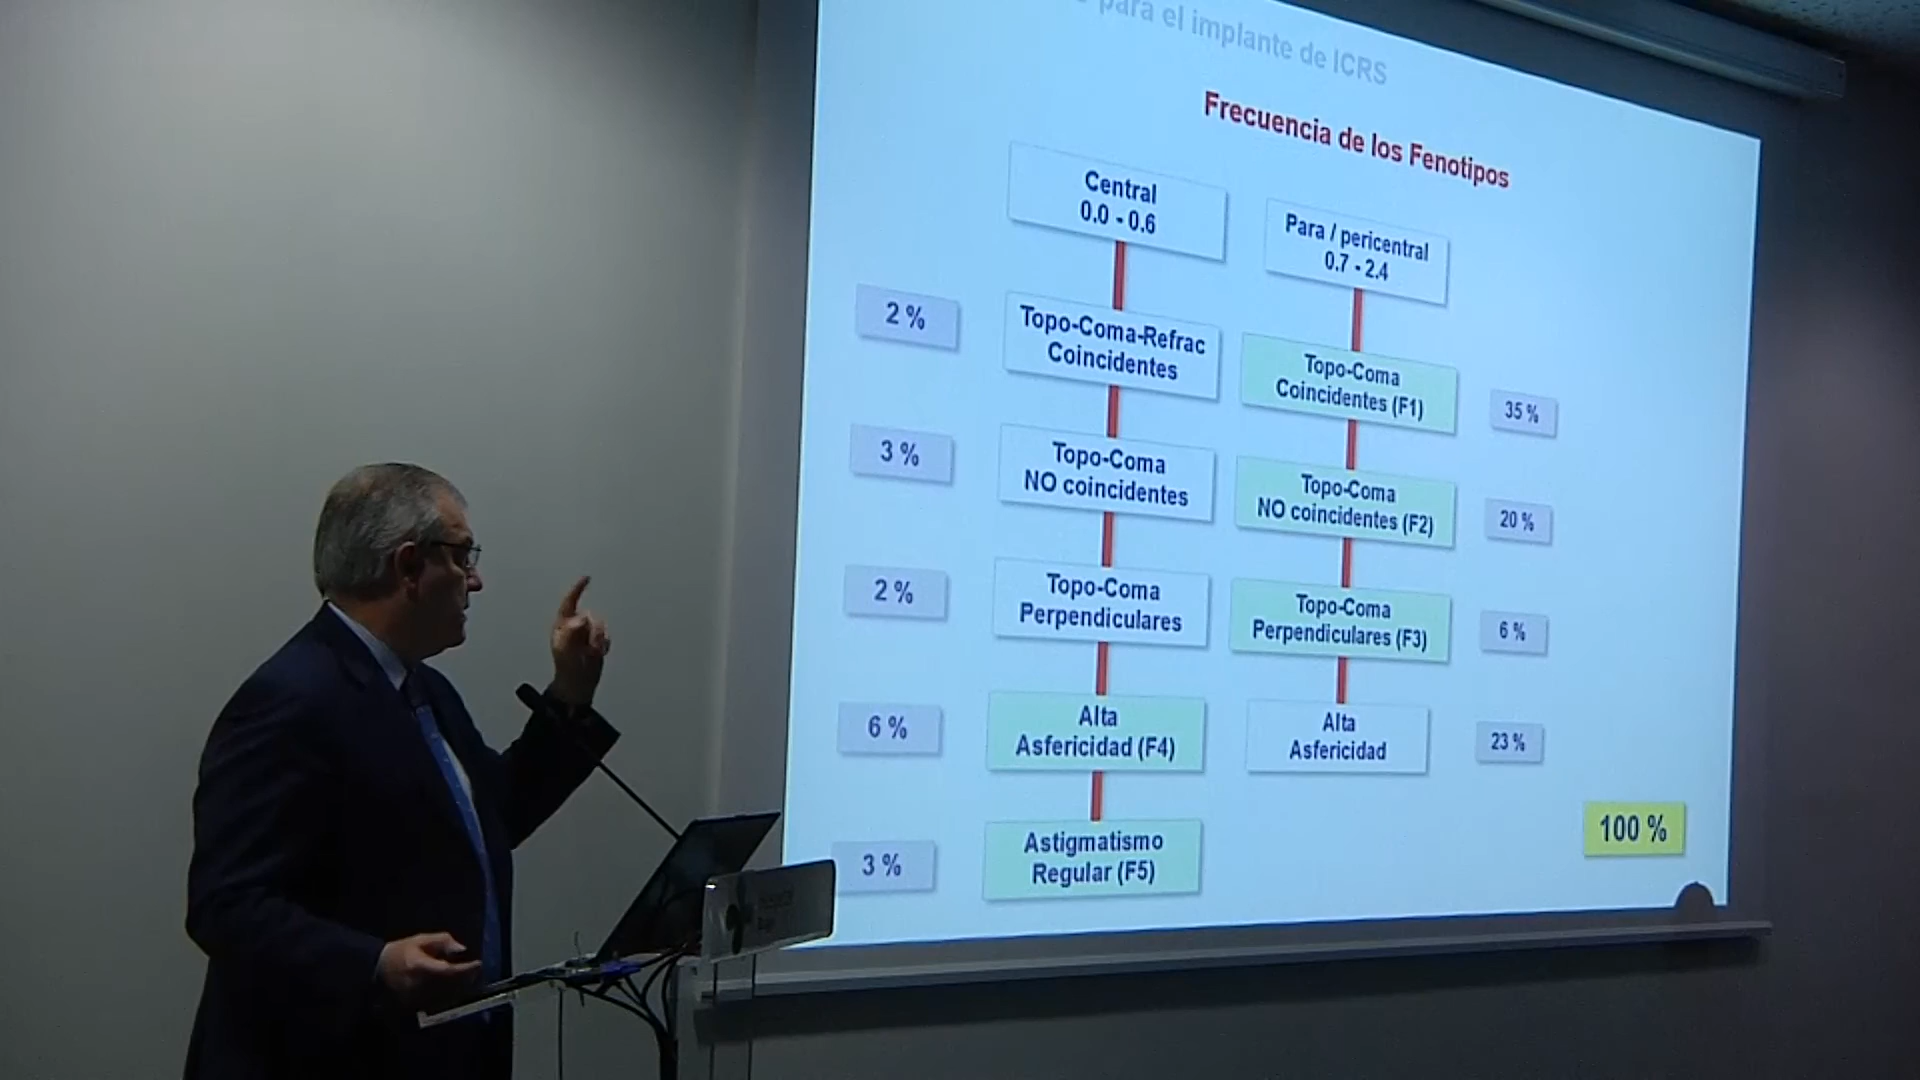 para el implante de ICRS
Frecuencia de los Fenotipos
Central
0.0 - 0.6
Para / pericentral
0.7 - 2.4
2 %
Topo-Coma-Refrac
Coincidentes
Topo-Coma
Coincidentes (F1)
35 %
3 %
Topo-Coma
NO coincidentes
Topo-Coma
NO coincidentes (F2)
20 %
2 %
Topo-Coma
Perpendiculares
Topo-Coma
Perpendiculares (F3)
6 %
6 %
Alta
Asfericidad (F4)
Alta
Asfericidad
23 %
3 %
Astigmatismo
Regular (F5)
100 %